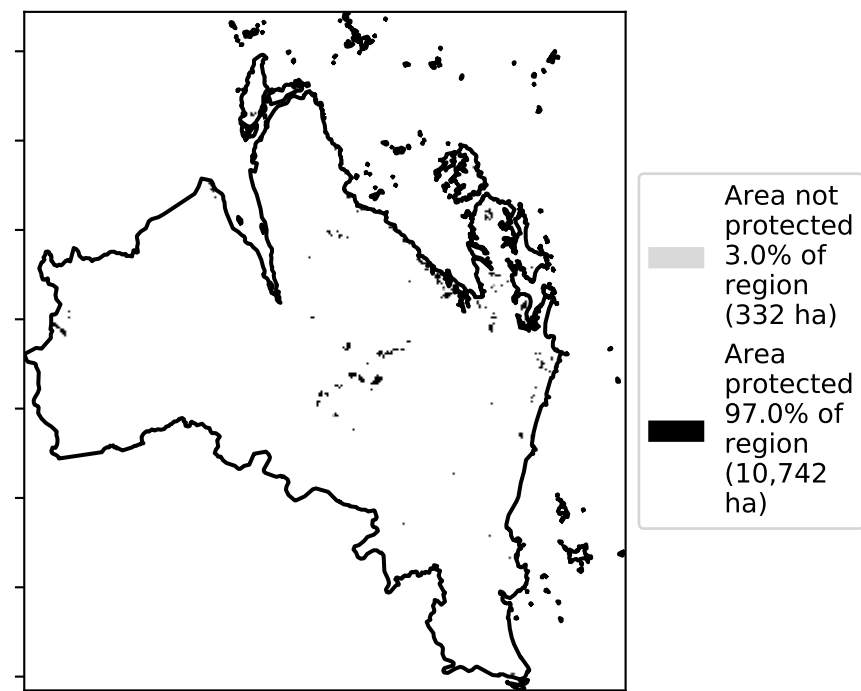 Area not
protected
3.0% of
region
(332 ha)
Area
protected
97.0% of
region
(10,742
ha)